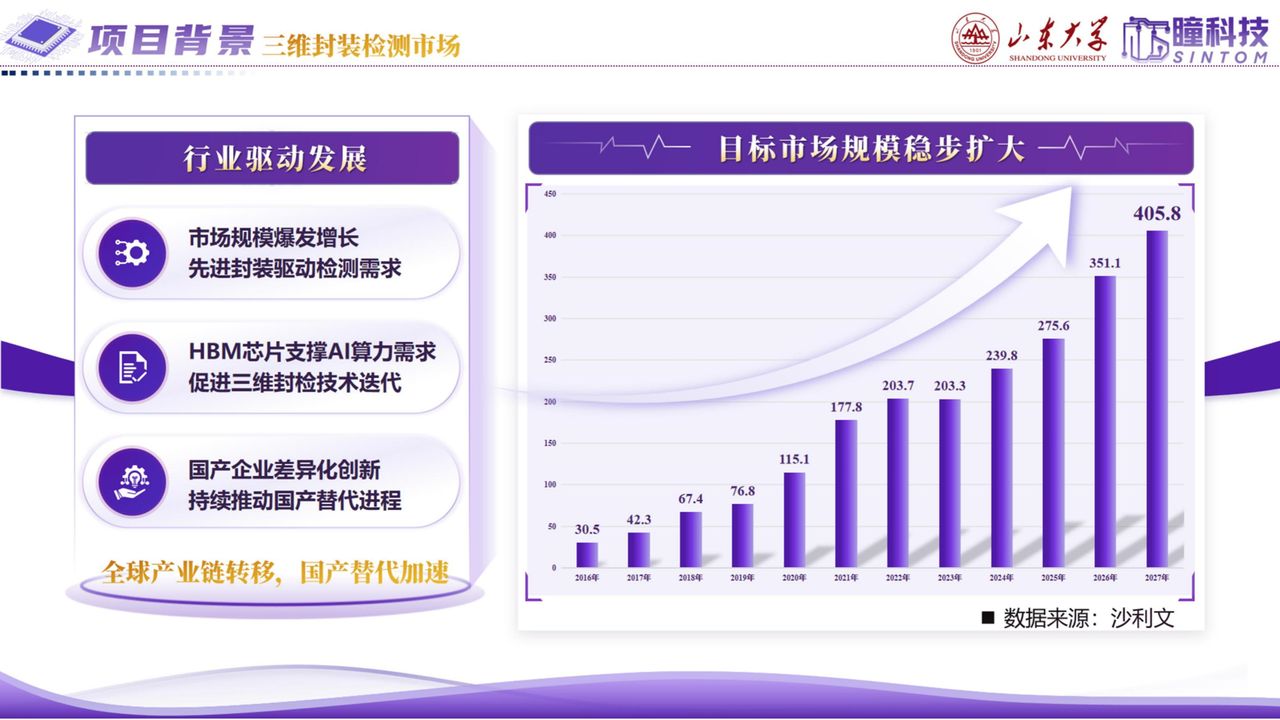 项目背景 三维封装检测市场
山东大学
SHANDONG UNIVERSITY
瞳科技
SINTOM
行业驱动发展
市场规模爆发增长
先进封装驱动检测需求
HBM芯片支撑AI算力需求
促进三维封检技术迭代
国产企业差异化创新
持续推动国产替代进程
全球产业链转移，国产替代加速
目标市场规模稳步扩大
450
400
350
300
250
200
150
100
50
0
30.5
42.3
67.4
76.8
115.1
177.8
203.7
203.3
239.8
275.6
351.1
405.8
2016年
2017年
2018年
2019年
2020年
2021年
2022年
2023年
2024年
2025年
2026年
2027年
■ 数据来源：沙利文